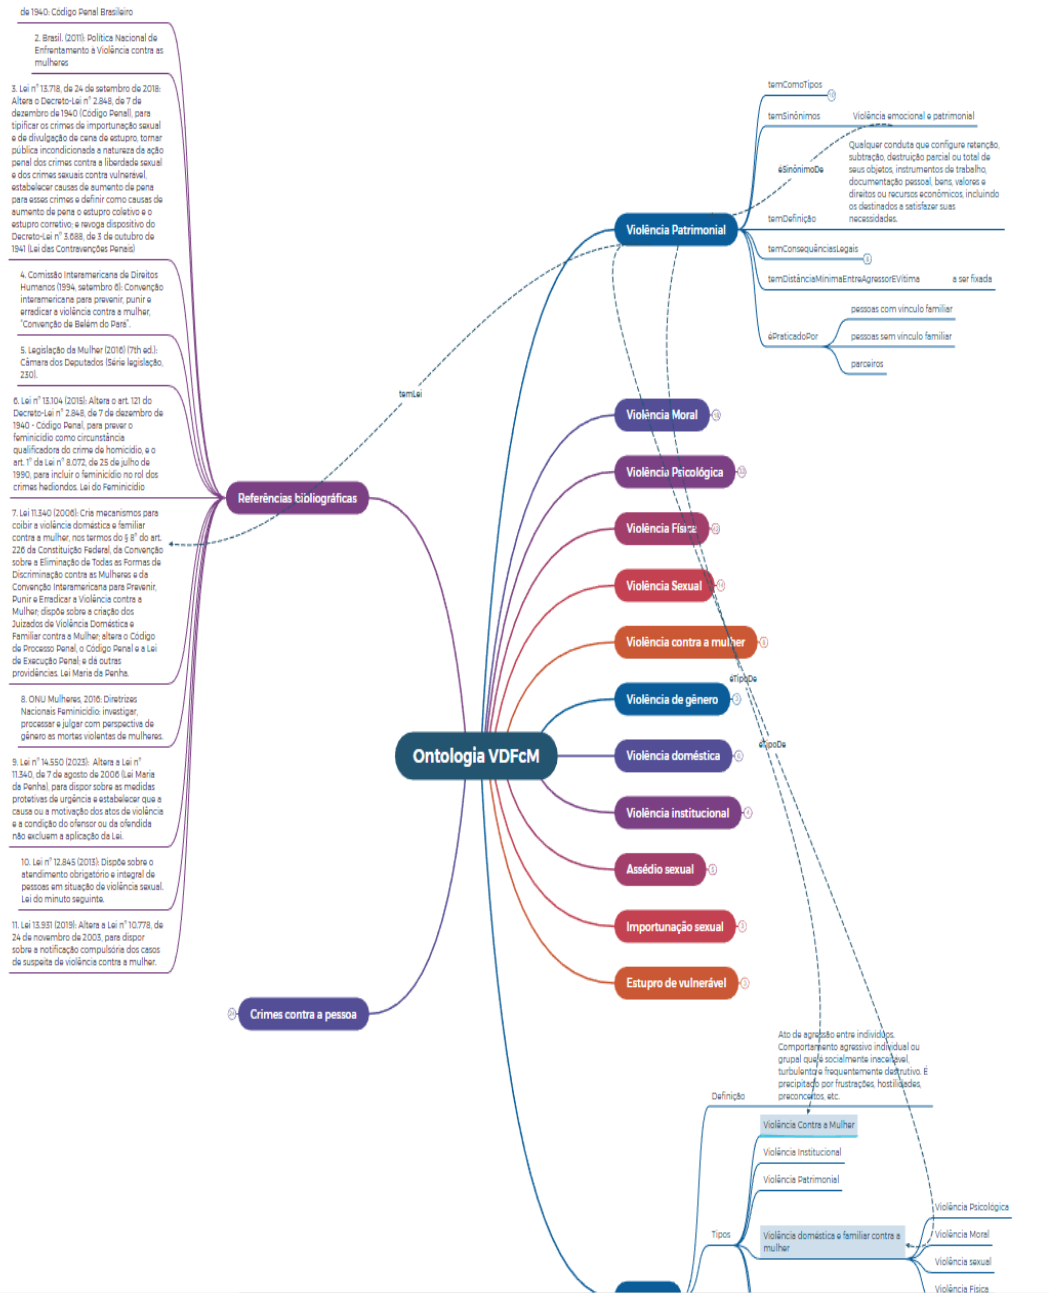 de 1940: Código Penal Brasileiro
2. Brasil. (2011): Política Nacional de
Enfrentamento à Violência contra as
mulheres
3. Lei n° 13.718, de 24 de setembro de 2018:
Altera o Decreto-Lei n° 2.848, de 7 de
dezembro de 1940 (Código Penal), para
tipificar os crimes de importunação sexual
e de divulgação de cena de estupro, tornar
pública incondicionada a natureza da ação
penal dos crimes contra a liberdade sexual
e dos crimes sexuais contra vulnerável,
estabelecer causas de aumento de pena
para esses crimes e definir como causas de
aumento de pena o estupro coletivo e o
estupro corretivo; e revoga dispositivo do
Decreto-Lei n° 3.688, de 3 de outubro de
1941 (Lei das Contravenções Penais)
4. Comissão Interamericana de Direitos
Humanos (1994, setembro 6): Convenção
interamericana para prevenir, punir e
erradicar a violência contra a mulher,
"Convenção de Belém do Pará".
5. Legislação da Mulher (2016) (7th ed.):
Câmara dos Deputados (Série legislação,
230).
6. Lei n° 13.104 (2015): Altera o art. 121 do
Decreto-Lei n° 2.848, de 7 de dezembro de
1940 - Código Penal, para prever o
feminicídio como circunstância
qualificadora do crime de homicídio, e o
art. 1° da Lei n° 8.072, de 25 de julho de
1990, para incluir o feminicídio no rol dos
crimes hediondos. Lei do Feminicídio
7. Lei 11.340 (2006): Cria mecanismos para
coibir a violência doméstica e familiar
contra a mulher, nos termos do § 8° do art.
226 da Constituição Federal, da Convenção
sobre a Eliminação de Todas as Formas de
Discriminação contra as Mulheres e da
Convenção Interamericana para Prevenir,
Punir e Erradicar a Violência contra a
Mulher; dispõe sobre a criação dos
Juizados de Violência Doméstica e
Familiar contra a Mulher; altera o Código
de Processo Penal, o Código Penal e a Lei
de Execução Penal; e dá outras
providências. Lei Maria da Penha.
8. ONU Mulheres, 2016: Diretrizes
Nacionais Feminicídio: investigar,
processar e julgar com perspectiva de
gênero as mortes violentas de mulheres.
9. Lei n° 14.550 (2023): Altera a Lei n°
11.340, de 7 de agosto de 2006 (Lei Maria
da Penha), para dispor sobre as medidas
protetivas de urgência e estabelecer que a
causa ou a motivação dos atos de violência
e a condição do ofensor ou da ofendida
não excluem a aplicação da Lei.
10. Lei n° 12.845 (2013): Dispõe sobre o
atendimento obrigatório e integral de
pessoas em situação de violência sexual.
Lei do minuto seguinte.
11. Lei 13.931 (2019): Altera a Lei n° 10.778, de
24 de novembro de 2003, para dispor
sobre a notificação compulsória dos casos
de suspeita de violência contra a mulher.
Referências bibliográficas
Crimes contra a pessoa
temLei
Ontologia VDFcM
Violência Patrimonial
temComoTipos
temSinônimos
Violência emocional e patrimonial
éSinônimoDe
Qualquer conduta que configure retenção,
subtração, destruição parcial ou total de
seus objetos, instrumentos de trabalho,
documentação pessoal, bens, valores e
direitos ou recursos econômicos, incluindo
os destinados a satisfazer suas
necessidades.
temDefinição
temConsequênciasLegais
temDistânciaMínimaEntreAgressorEVítima
a ser fixada
éPraticadoPor
pessoas com vínculo familiar
pessoas sem vínculo familiar
parceiros
Violência Moral
Violência Psicológica
Violência Física
Violência Sexual
Violência contra a mulher
éTipoDe
Violência de gênero
éTipoDe
Violência doméstica
Violência institucional
Assédio sexual
Importunação sexual
Estupro de vulnerável
Ato de agressão entre indivíduos.
Comportamento agressivo individual ou
grupal que é socialmente inaceitável,
turbulento e frequentemente destrutivo. É
precipitado por frustrações, hostilidades,
preconceitos, etc.
Definição
Violência Contra a Mulher
Violência Institucional
Violência Patrimonial
Tipos
Violência doméstica e familiar contra a
mulher
Violência Psicológica
Violência Moral
Violência sexual
Violência Física